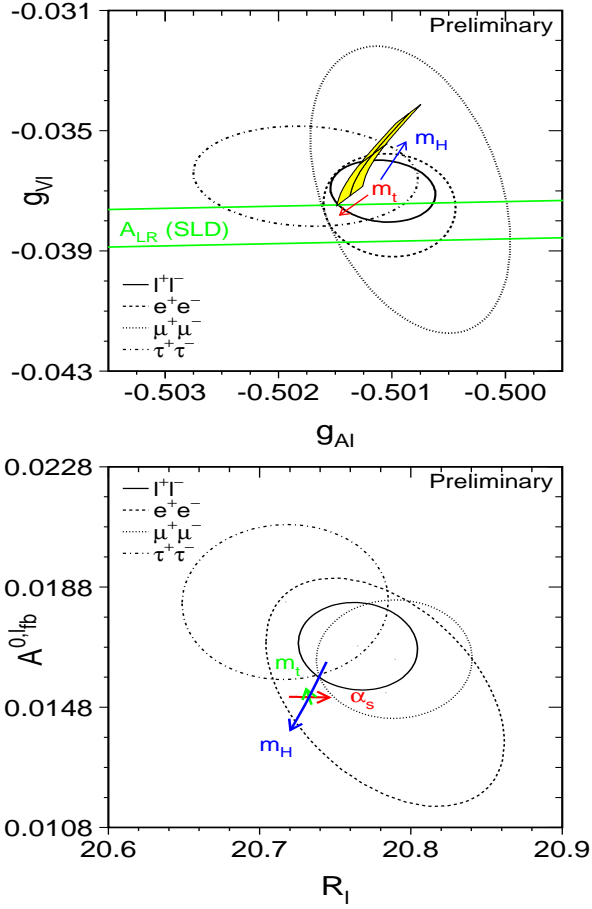 -0.031
Preliminary
-0.035
g_Vl
m_H
m_t
A_LR (SLD)
-0.039
l⁺l⁻
e⁺e⁻
μ⁺μ⁻
τ⁺τ⁻
-0.043
-0.503 -0.502 -0.501 -0.500
g_Al
0.0228
Preliminary
l⁺l⁻
e⁺e⁻
μ⁺μ⁻
τ⁺τ⁻
0.0188
A^0,l_fb
m_t
α_s
0.0148
m_H
0.0108
20.6 20.7 20.8 20.9
R_l